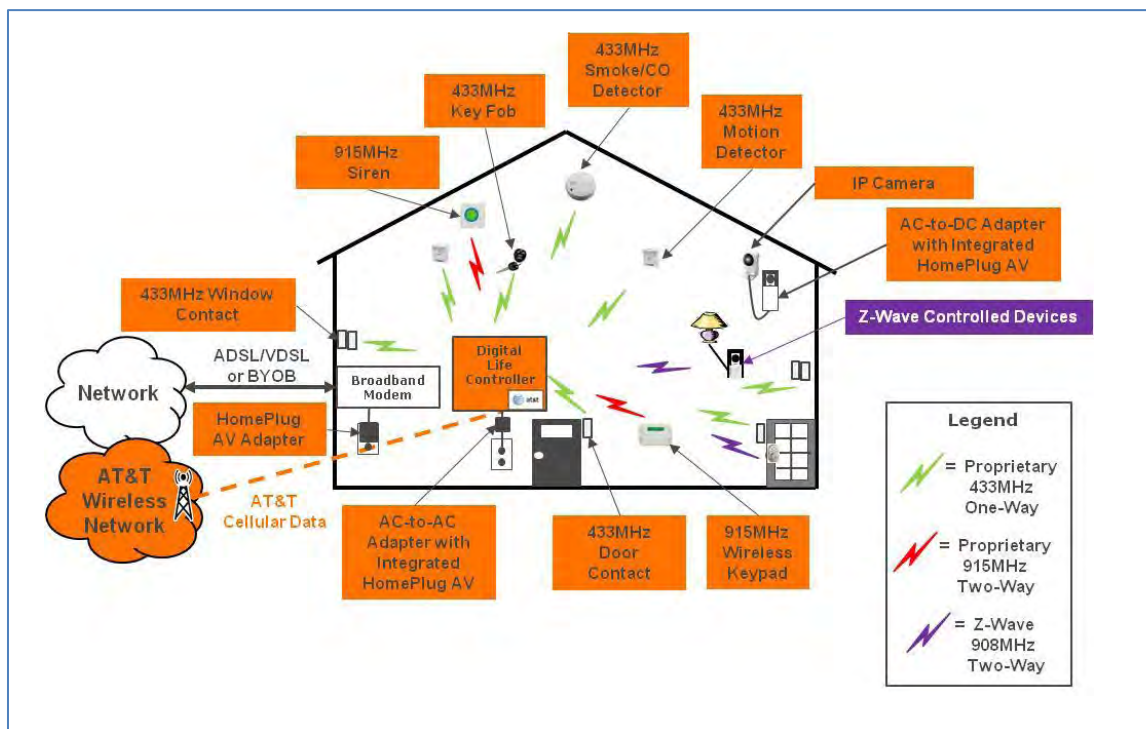 433MHz
Smoke/CO
Detector
433MHz
Key Fob
433MHz
Motion
Detector
915MHz
Siren
IP Camera
AC-to-DC Adapter
with Integrated
HomePlug AV
433MHz Window
Contact
Z-Wave Controlled Devices
Network
ADSL/VDSL
or BYOB
Broadband
Modem
Digital
Life
Controller
at&t
HomePlug
AV Adapter
AT&T
Wireless
Network
AT&T
Cellular Data
AC-to-AC
Adapter with
Integrated
HomePlug AV
433MHz
Door
Contact
915MHz
Wireless
Keypad
Legend
= Proprietary
433MHz
One-Way
= Proprietary
915MHz
Two-Way
= Z-Wave
908MHz
Two-Way